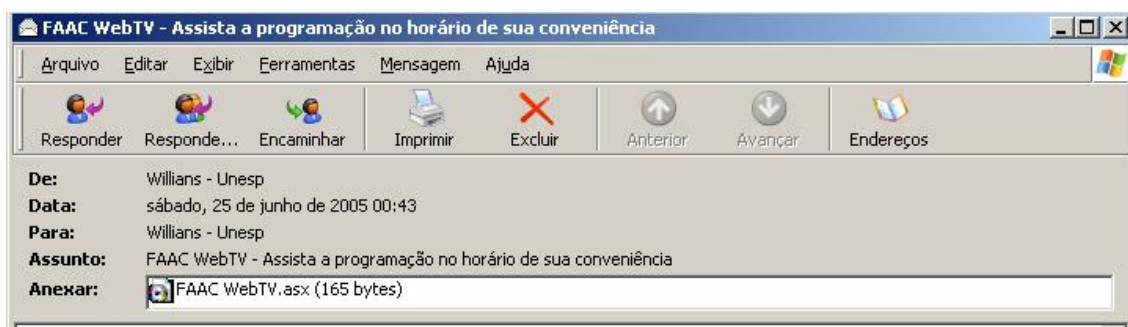 FAAC WebTV - Assista a programação no horário de sua conveniência
Arquivo Editar Exibir Ferramentas Mensagem Ajuda
Responder Responde... Encaminhar Imprimir Excluir Anterior Avançar Endereços
De: Willians - Unesp
Data: sábado, 25 de junho de 2005 00:43
Para: Willians - Unesp
Assunto: FAAC WebTV - Assista a programação no horário de sua conveniência
Anexar: FAAC WebTV.asx (165 bytes)